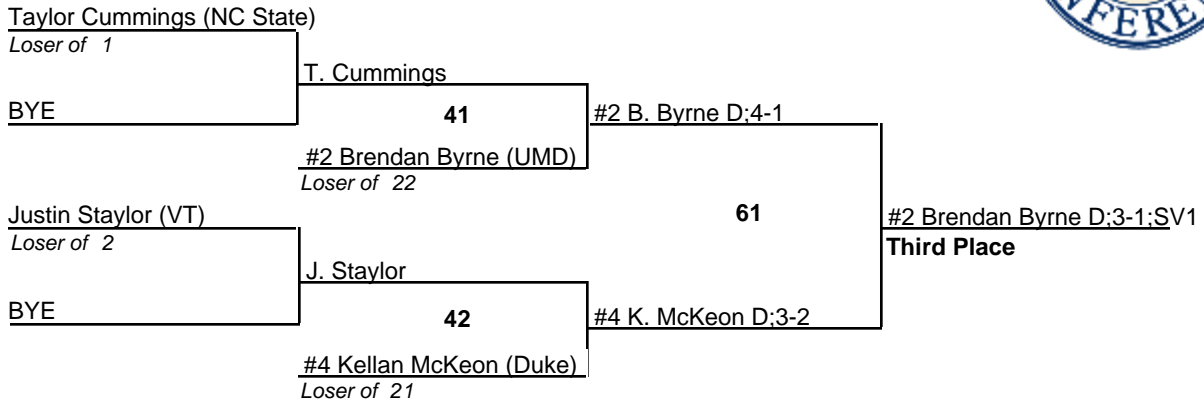 Taylor Cummings (NC State)
Loser of 1
T. Cummings
BYE
41
#2 B. Byrne D;4-1
#2 Brendan Byrne (UMD)
Loser of 22
Justin Staylor (VT)
61
#2 Brendan Byrne D;3-1;SV1
Loser of 2
Third Place
J. Staylor
BYE
42
#4 K. McKeon D;3-2
#4 Kellan McKeon (Duke)
Loser of 21